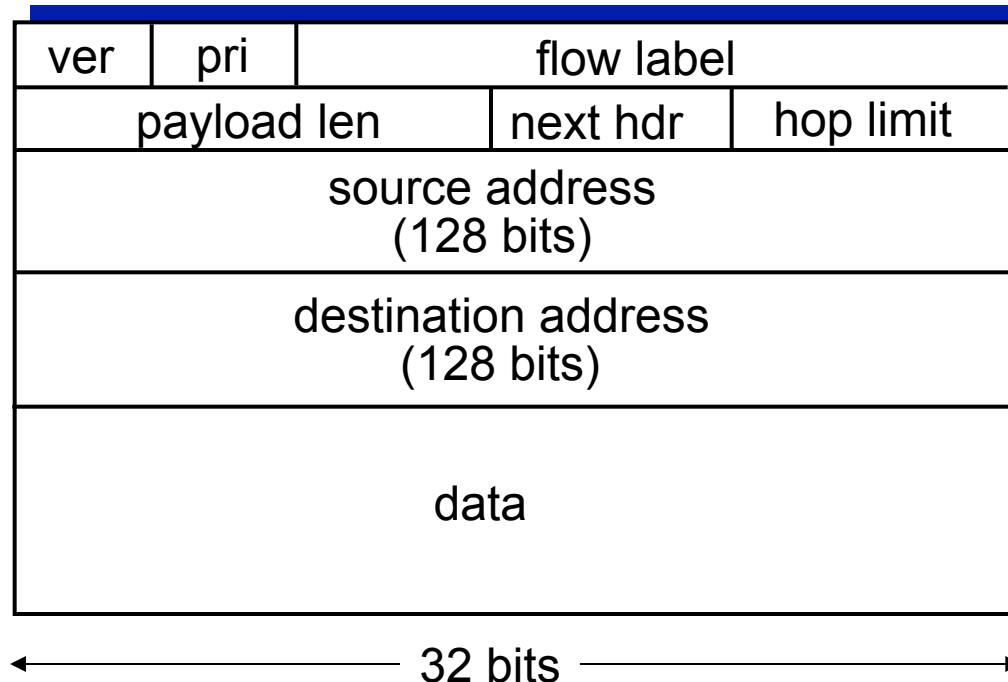 ver pri flow label
payload len next hdr hop limit
source address
(128 bits)
destination address
(128 bits)
data
32 bits